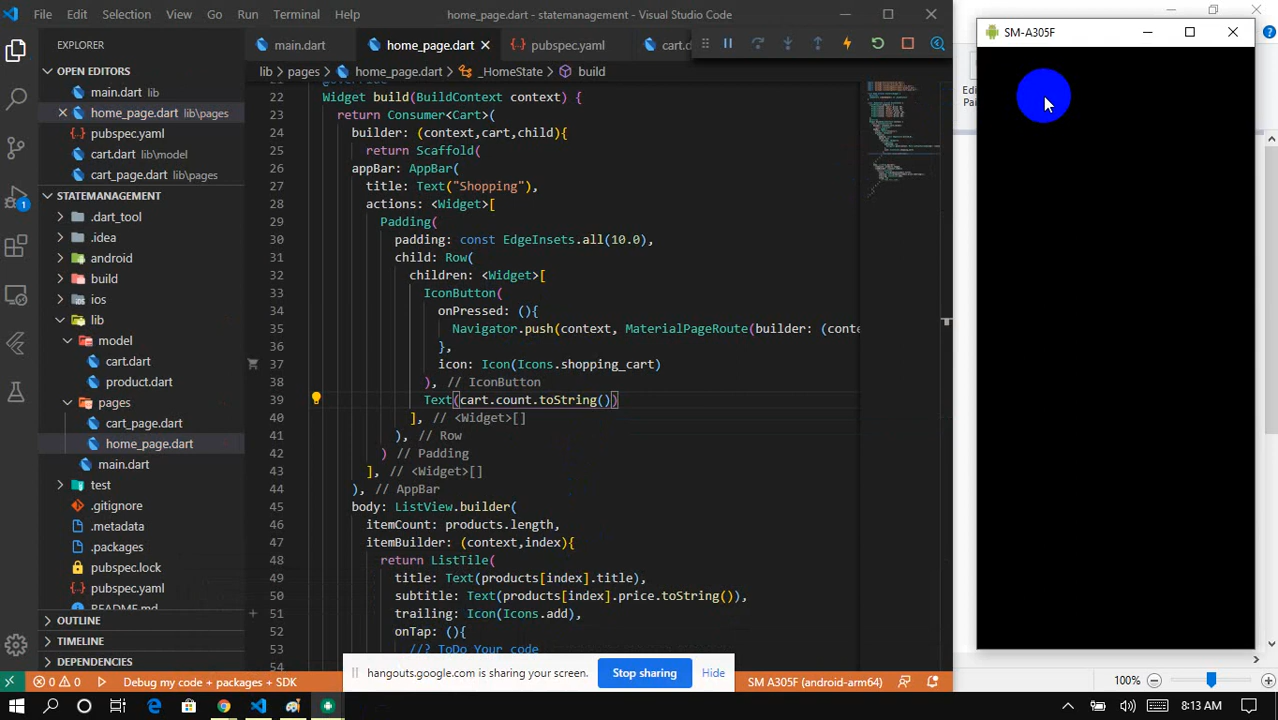 File Edit Selection View Go Run Terminal Help home_page.dart - statemanagement - Visual Studio Code
SM-A305F
EXPLORER
main.dart home_page.dart pubspec.yaml
OPEN EDITORS
main.dart lib
home_page.dart lib\pages
pubspec.yaml
cart.dart lib\model
cart_page.dart lib\pages
STATEMANAGEMENT
.dart_tool
.idea
android
build
ios
lib
model
cart.dart
product.dart
pages
cart_page.dart
home_page.dart
main.dart
test
.gitignore
.metadata
.packages
pubspec.lock
pubspec.yaml
README.md
OUTLINE
TIMELINE
DEPENDENCIES
lib > pages > home_page.dart > _HomeState > build
22 Widget build(BuildContext context) {
23 return Consumer<Cart>(
24 builder: (context,cart,child){
25 return Scaffold(
26 appBar: AppBar(
27 title: Text("Shopping"),
28 actions: <Widget>[
29 Padding(
30 padding: const EdgeInsets.all(10.0),
31 child: Row(
32 children: <Widget>[
33 IconButton(
34 onPressed: (){
35 Navigator.push(context, MaterialPageRoute(builder: (conte
36 },
37 icon: Icon(Icons.shopping_cart)
38 ), // IconButton
39 Text(cart.count.toString())
40 ], // <Widget>[]
41 ), // Row
42 ) // Padding
43 ], // <Widget>[]
44 ), // AppBar
45 body: ListView.builder(
46 itemCount: products.length,
47 itemBuilder: (context,index){
48 return ListTile(
49 title: Text(products[index].title),
50 subtitle: Text(products[index].price.toString()),
51 trailing: Icon(Icons.add),
52 onTap: (){
53 //? ToDo Your code
54
hangouts.google.com is sharing your screen. Stop sharing Hide
0 0 Debug my code + packages + SDK SM A305F (android-arm64)
1
100%
8:13 AM